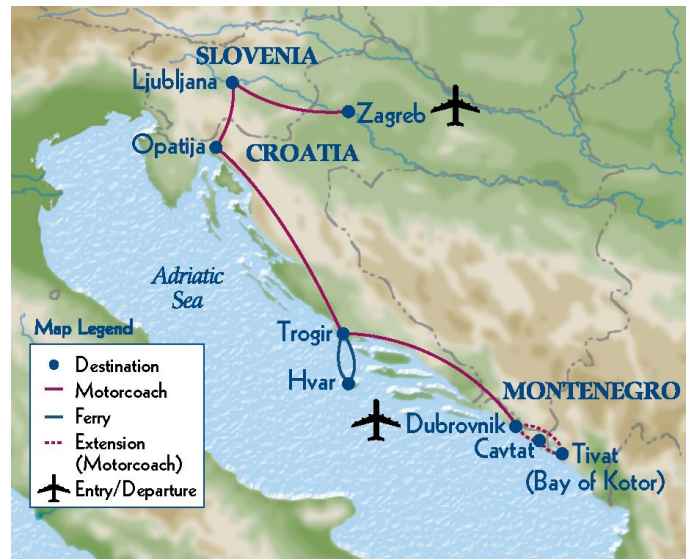 SLOVENIA
Ljubljana
Zagreb
Opatija
CROATIA
Adriatic
Sea
Map Legend
Destination
Motorcoach
Ferry
Extension
(Motorcoach)
Entry/Departure
Trogir
Hvar
MONTENEGRO
Dubrovnik
Cavtat
Tivat
(Bay of Kotor)